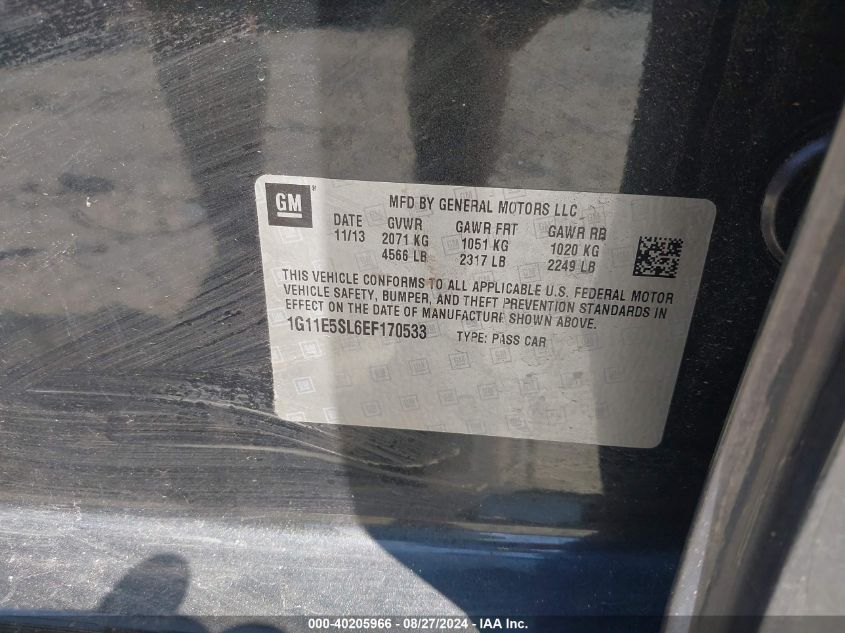 GM ®
MFD BY GENERAL MOTORS LLC
DATE GVWR GAWR FRT GAWR RR
11/13 2071 KG 1051 KG 1020 KG
4566 LB 2317 LB 2249 LB
THIS VEHICLE CONFORMS TO ALL APPLICABLE U.S. FEDERAL MOTOR
VEHICLE SAFETY, BUMPER, AND THEFT PREVENTION STANDARDS IN
EFFECT ON THE DATE OF MANUFACTURE SHOWN ABOVE.
1G11E5SL6EF170533 TYPE: PASS CAR
000-40205966 - 08/27/2024 - IAA Inc.